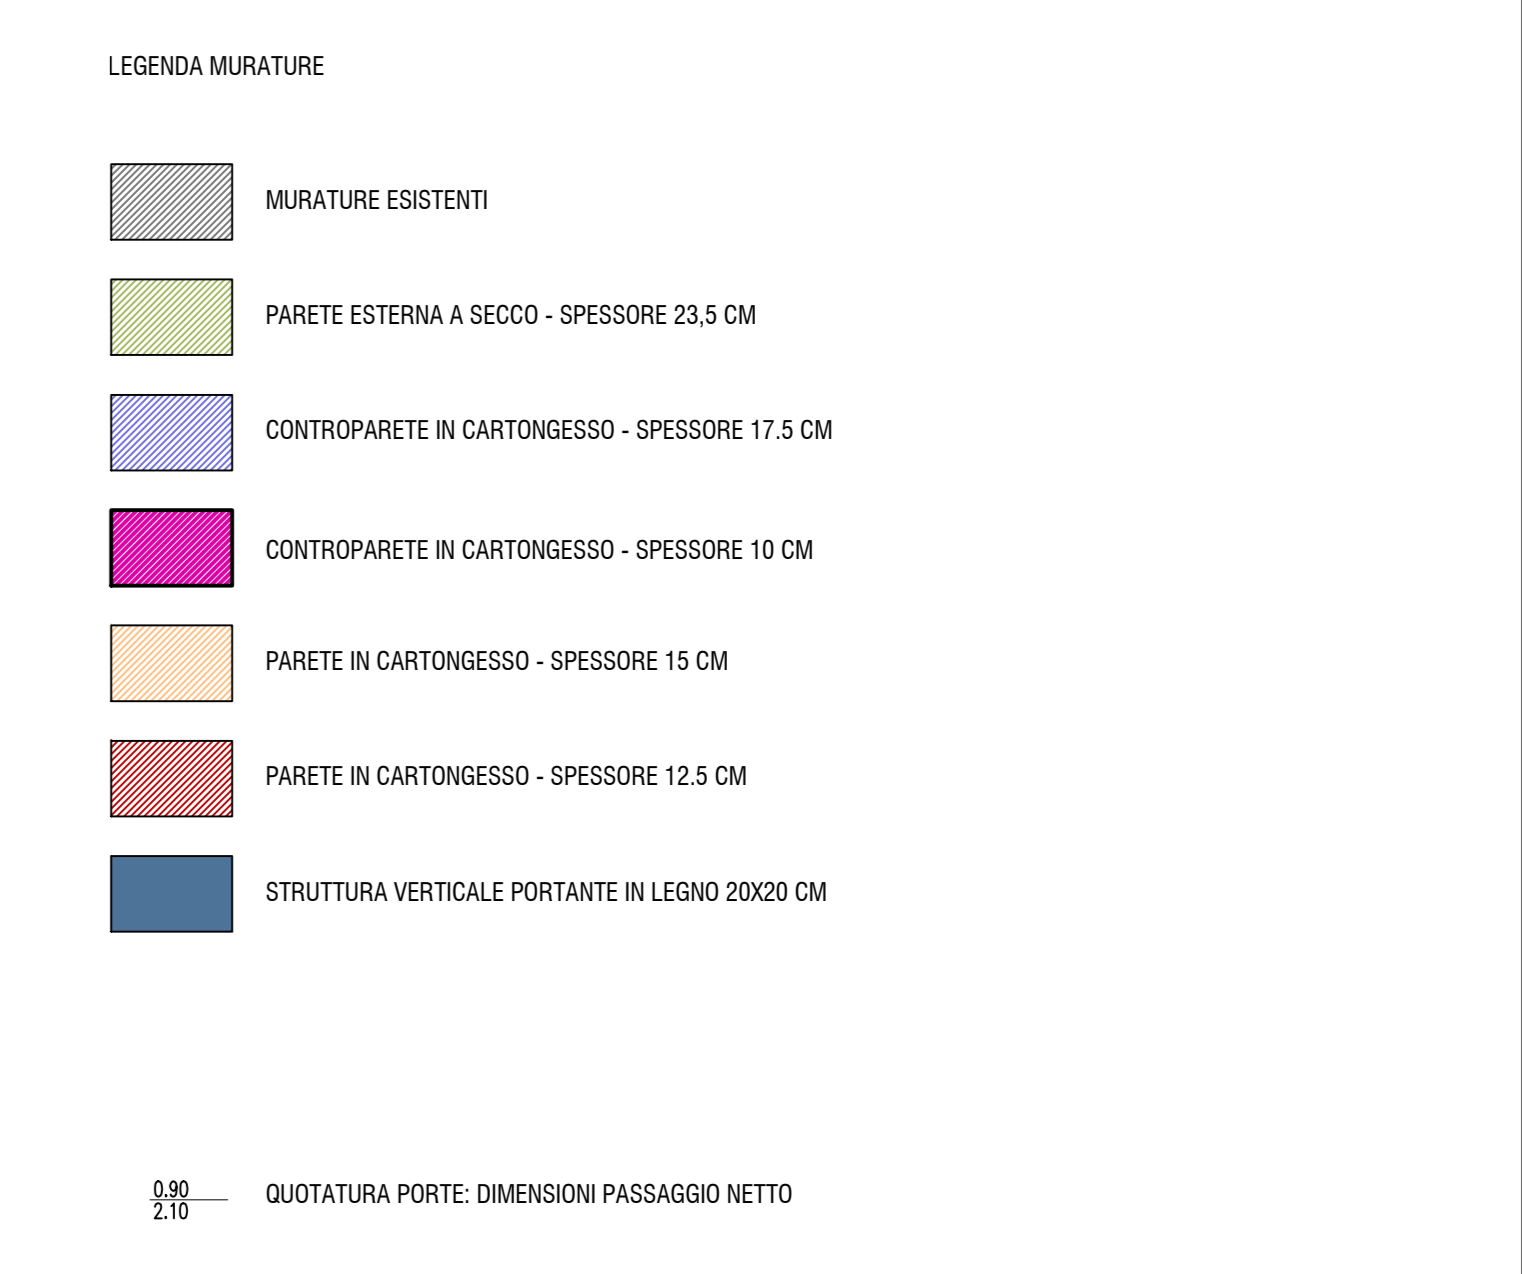 LEGENDA MURATURE
MURATURE ESISTENTI
PARETE ESTERNA A SECCO - SPESSORE 23,5 CM
CONTROPARETE IN CARTONGESSO - SPESSORE 17.5 CM
CONTROPARETE IN CARTONGESSO - SPESSORE 10 CM
PARETE IN CARTONGESSO - SPESSORE 15 CM
PARETE IN CARTONGESSO - SPESSORE 12.5 CM
STRUTTURA VERTICALE PORTANTE IN LEGNO 20X20 CM
0.90
2.10
QUOTATURA PORTE: DIMENSIONI PASSAGGIO NETTO